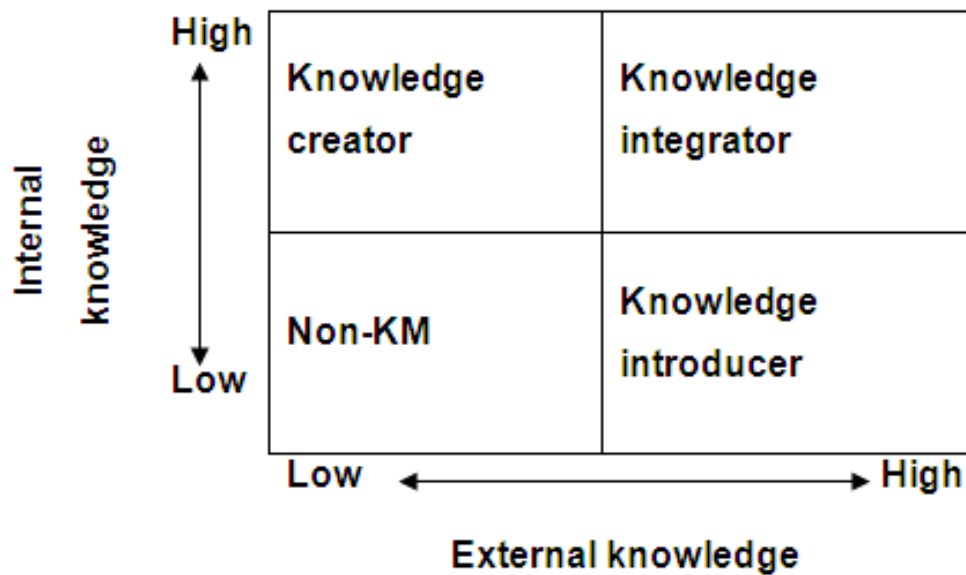 High
Knowledge
creator
Knowledge
integrator
Internal
knowledge
Non-KM
Knowledge
introducer
Low
Low
High
External knowledge